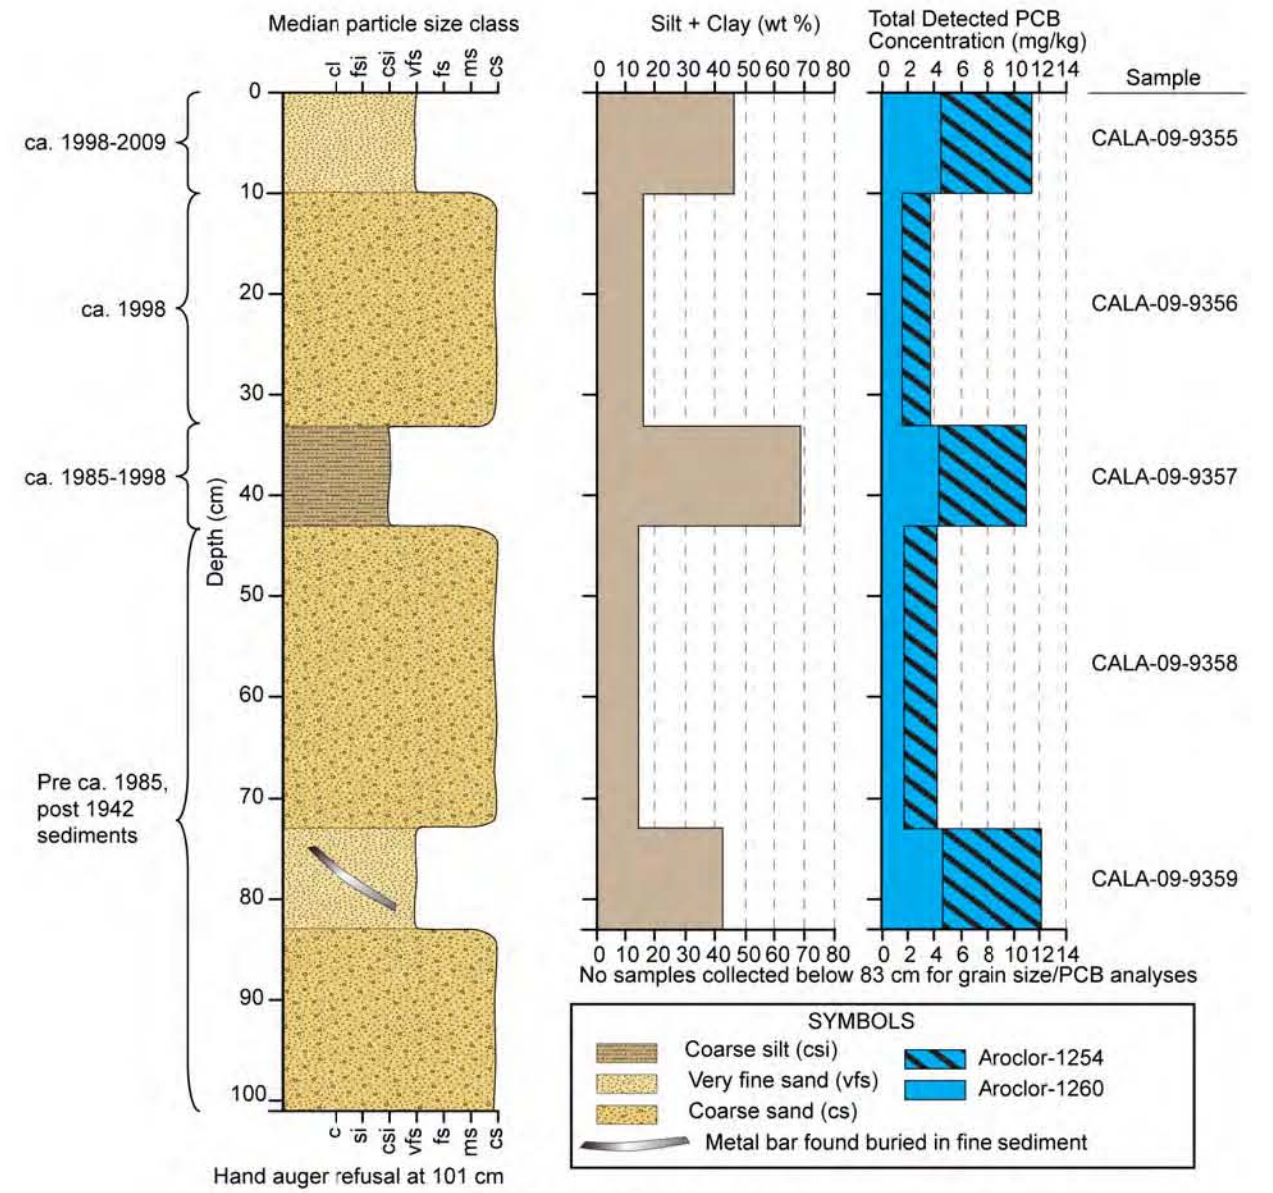 Median particle size class
cl fsi csi vfs fs ms cs
Silt + Clay (wt %)
0 10 20 30 40 50 60 70 80
Total Detected PCB
Concentration (mg/kg)
0 2 4 6 8 10 12 14
Sample
ca. 1998-2009
ca. 1998
ca. 1985-1998
Pre ca. 1985,
post 1942
sediments
Depth (cm)
0
10
20
30
40
50
60
70
80
90
100
CALA-09-9355
CALA-09-9356
CALA-09-9357
CALA-09-9358
CALA-09-9359
0 10 20 30 40 50 60 70 80
0 2 4 6 8 10 12 14
No samples collected below 83 cm for grain size/PCB analyses
c si csi vfs fs ms cs
Hand auger refusal at 101 cm
SYMBOLS
Coarse silt (csi)
Very fine sand (vfs)
Coarse sand (cs)
Metal bar found buried in fine sediment
Aroclor-1254
Aroclor-1260